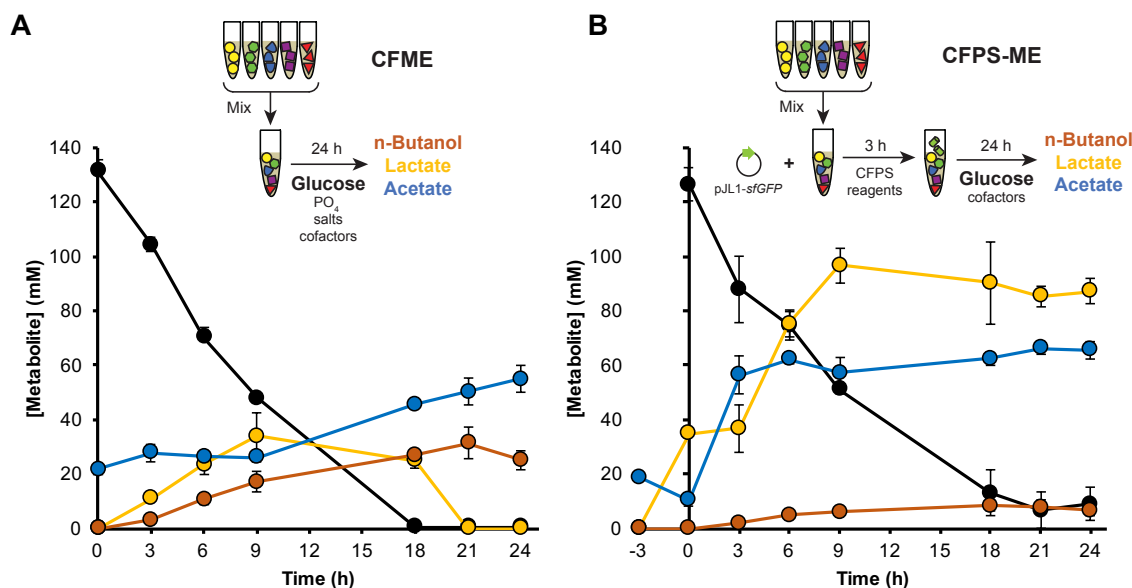 A
CFME
Mix
24 h
Glucose
PO4
salts
cofactors
n-Butanol
Lactate
Acetate
[Metabolite] (mM)
140
120
100
80
60
40
20
0
0 3 6 9 12 15 18 21 24
Time (h)
B
CFPS-ME
Mix
pJL1-sfGFP
+
3 h
CFPS
reagents
24 h
Glucose
cofactors
n-Butanol
Lactate
Acetate
[Metabolite] (mM)
140
120
100
80
60
40
20
0
-3 0 3 6 9 12 15 18 21 24
Time (h)